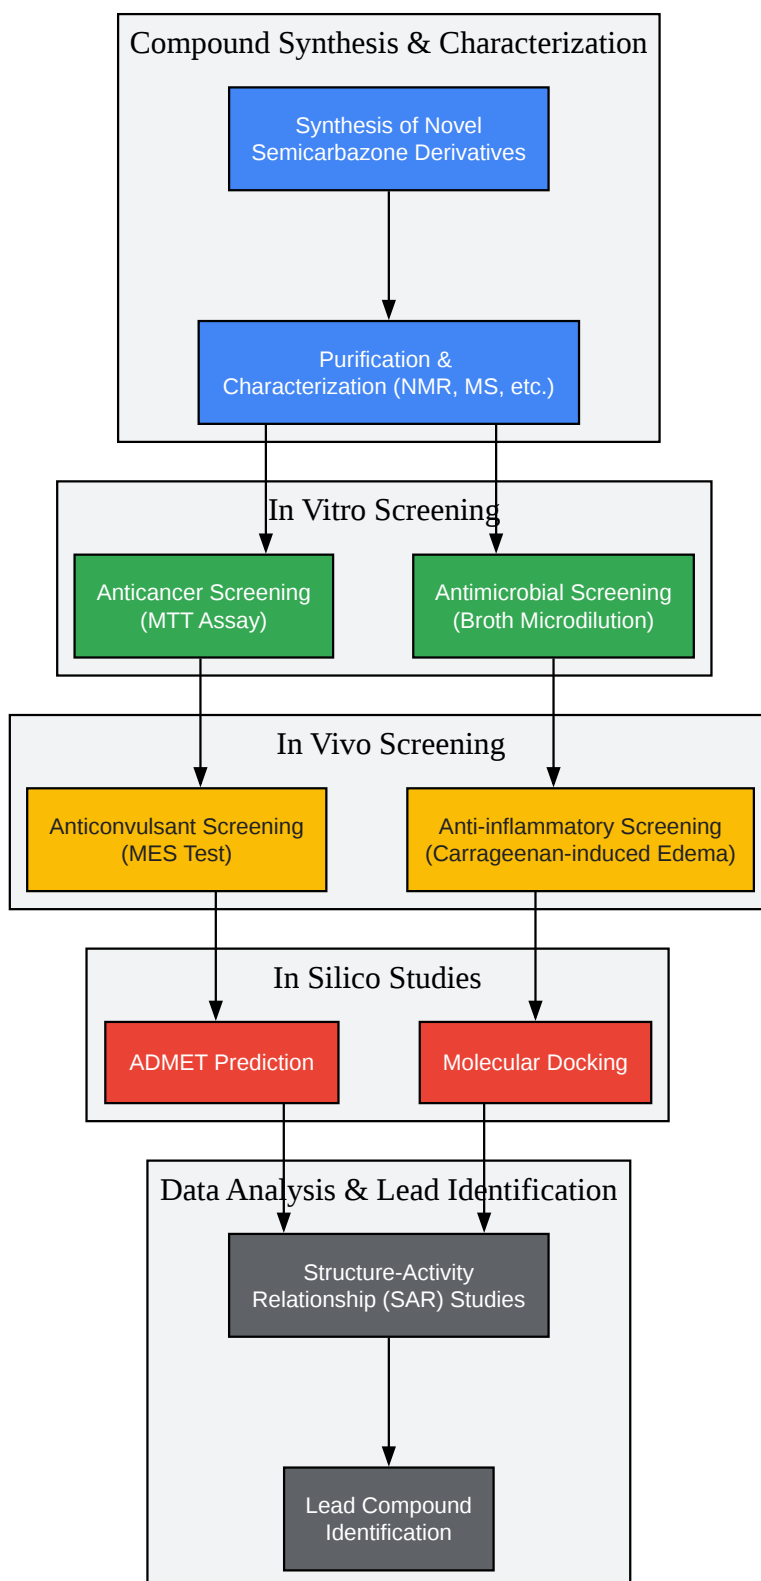 Compound Synthesis & Characterization
Synthesis of Novel
Semicarbazone Derivatives
Purification &
Characterization (NMR, MS, etc.)
In Vitro Screening
Anticancer Screening
(MTT Assay)
Antimicrobial Screening
(Broth Microdilution)
In Vivo Screening
Anticonvulsant Screening
(MES Test)
Anti-inflammatory Screening
(Carrageenan-induced Edema)
In Silico Studies
ADMET Prediction
Molecular Docking
Data Analysis & Lead Identification
Structure-Activity
Relationship (SAR) Studies
Lead Compound
Identification